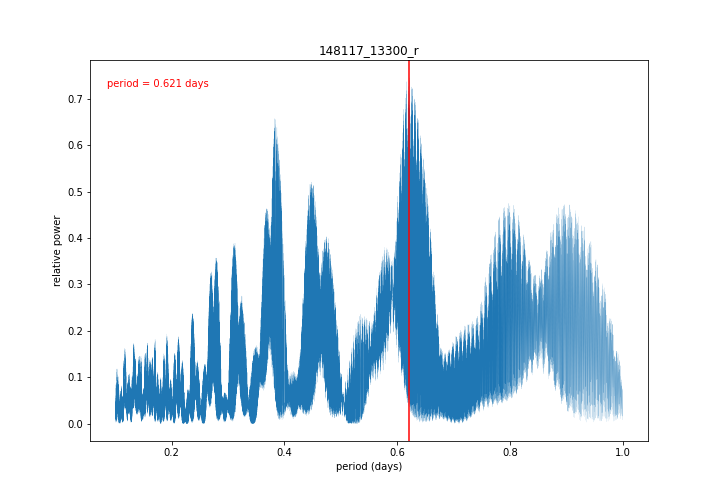 148117_13300_r
period = 0.621 days
relative power
0.7
0.6
0.5
0.4
0.3
0.2
0.1
0.0
0.2 0.4 0.6 0.8 1.0
period (days)